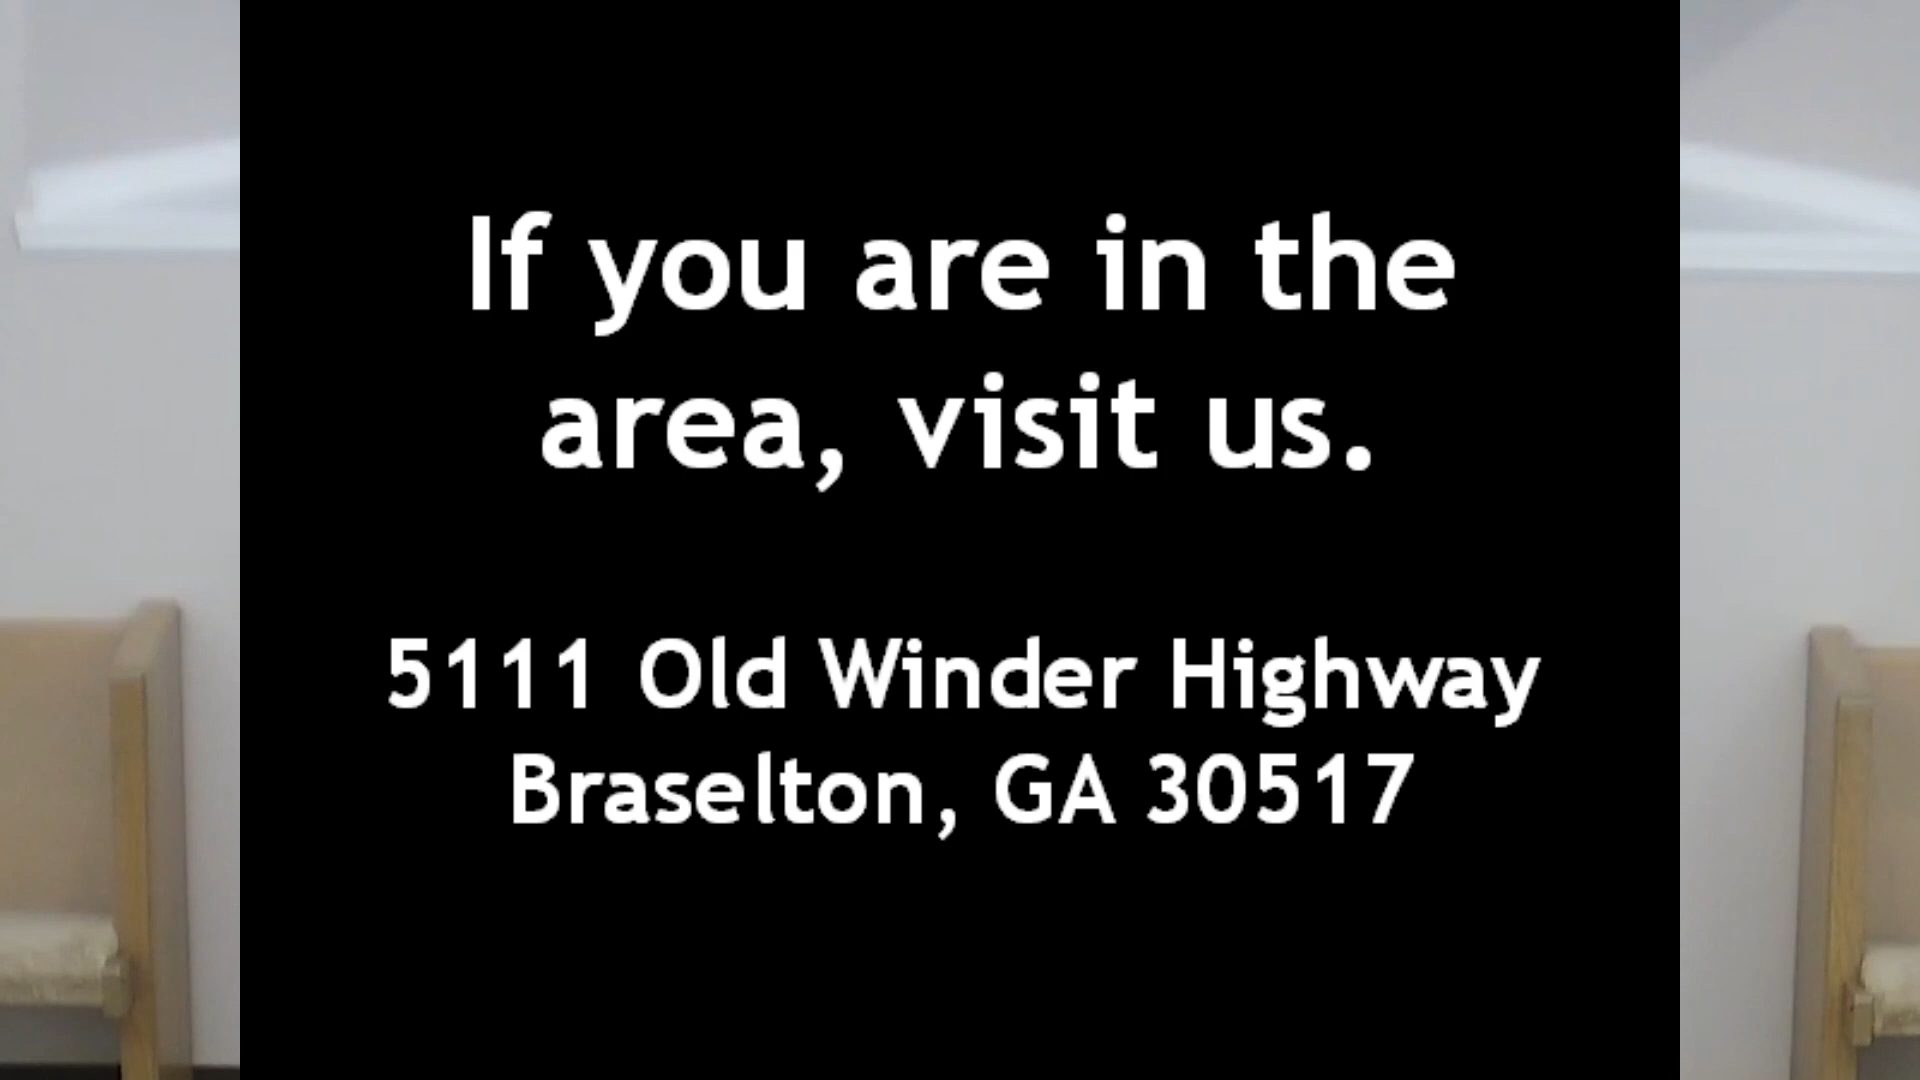 If you are in the
area, visit us.
5111 Old Winder Highway
Braselton, GA 30517